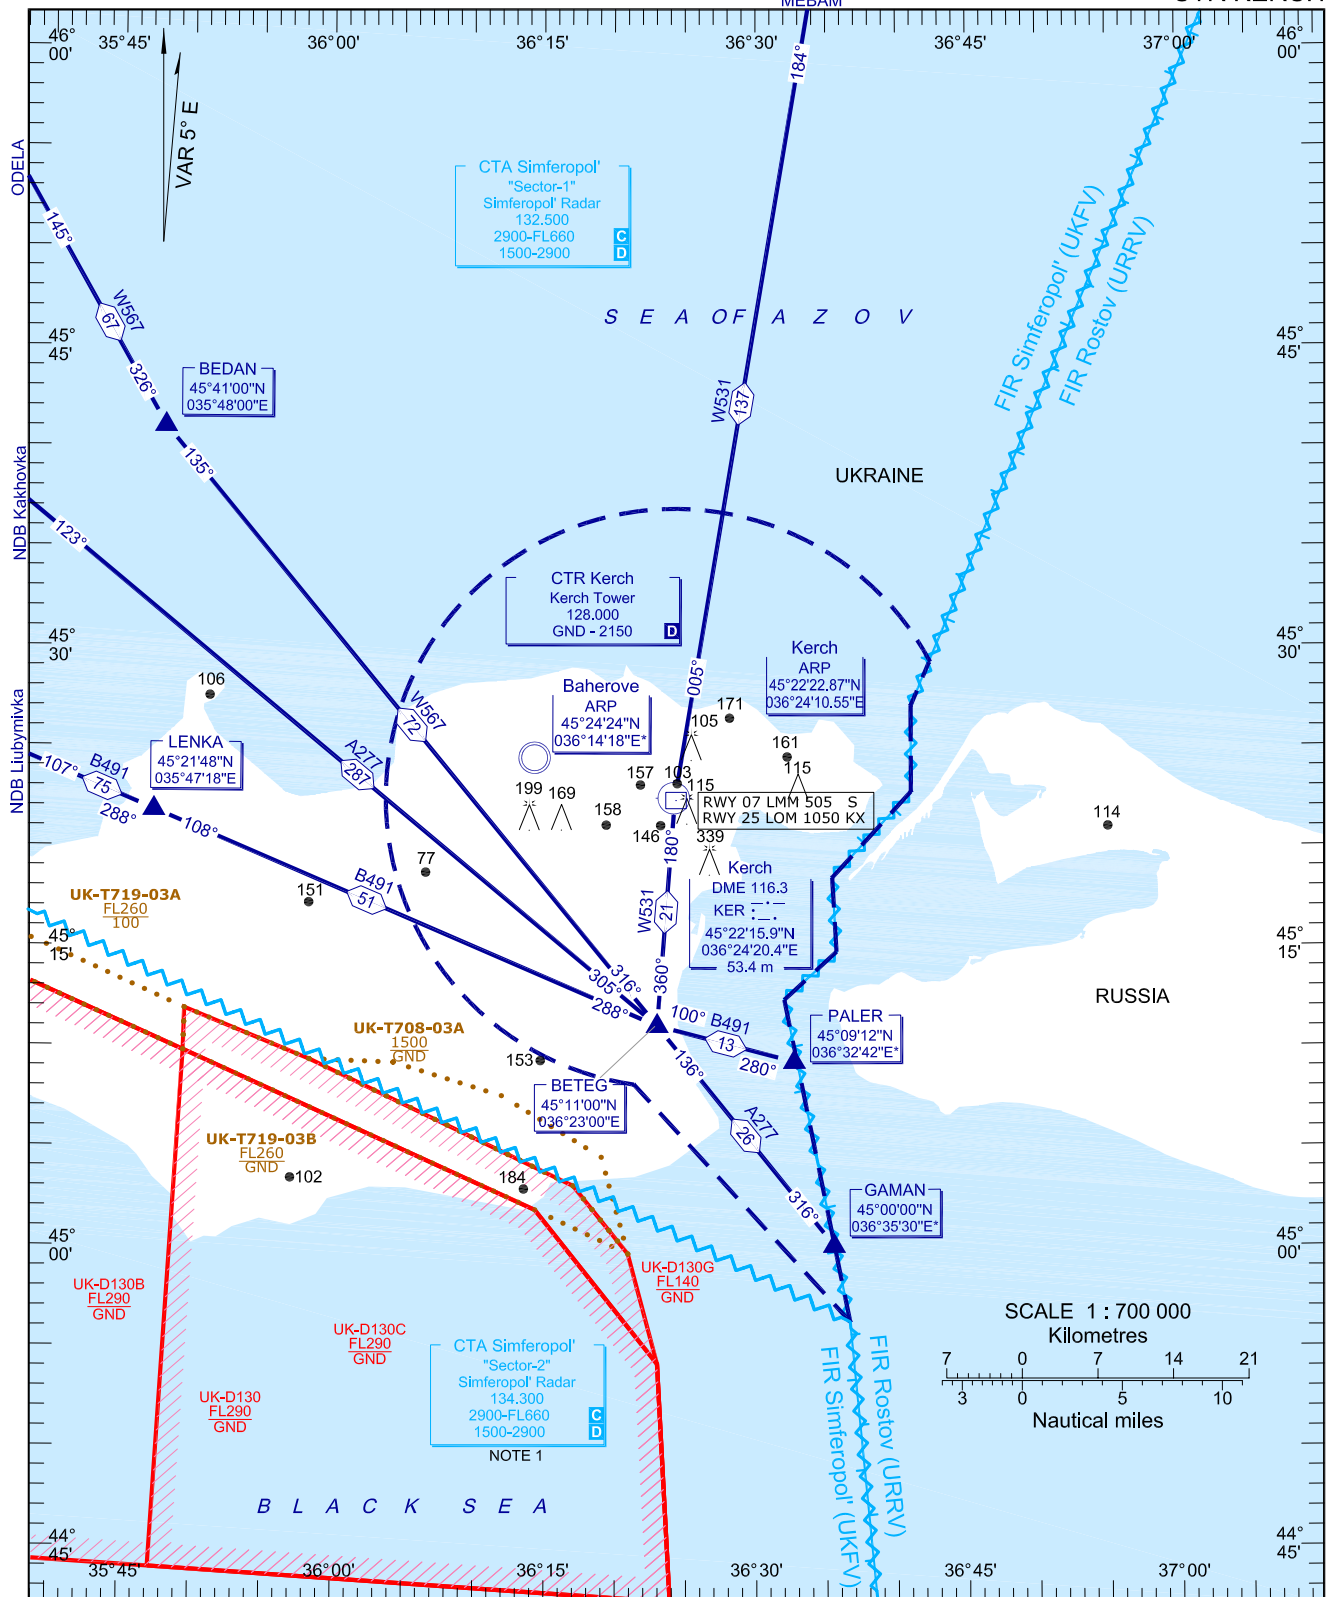 MEBAM
46° 00'
35°45'
36°00'
36°15'
36°30'
36°45'
37°00'
46° 00'
184°
VAR 5° E
ODELA
145°
CTA Simferopol'
"Sector-1"
Simferopol' Radar
132.500
2900-FL660 C
1500-2900 D
FIR Simferopol' (UKFV)
FIR Rostov (URRV)
S E A O F A Z O V
W567
67
326°
45° 45'
45° 45'
BEDAN
45°41'00"N
035°48'00"E
W531
137
135°
UKRAINE
NDB Kakhovka
123°
CTR Kerch
Kerch Tower
128.000
GND - 2150 D
45° 30'
45° 30'
Kerch
ARP
45°22'22.87"N
036°24'10.55"E
005°
106
Baherove
ARP
45°24'24"N
036°14'18"E*
171
105
W567
72
NDB Liubymivka
LENKA
45°21'48"N
035°47'18"E
107°
B491
75
288°
A277
287
161
115
157
103
115
199
169
158
146
RWY 07 LMM 505 S
RWY 25 LOM 1050 KX
114
108°
180°
339
77
Kerch
DME 116.3
KER
45°22'15.9"N
036°24'20.4"E
53.4 m
B491
51
151
W531
21
UK-T719-03A
FL260
100
45° 15'
45° 15'
316°
305°
288°
360°
100°
B491
13
280°
RUSSIA
PALER
45°09'12"N
036°32'42"E*
UK-T708-03A
1500
GND
153
136°
BETEG
45°11'00"N
036°23'00"E
A277
26
UK-T719-03B
FL260
GND
102
184
316°
GAMAN
45°00'00"N
036°35'30"E*
45° 00'
45° 00'
UK-D130G
FL140
GND
UK-D130B
FL290
GND
UK-D130C
FL290
GND
SCALE 1 : 700 000
Kilometres
7 0 7 14 21
3 0 5 10
Nautical miles
CTA Simferopol'
"Sector-2"
Simferopol' Radar
134.300
2900-FL660 C
1500-2900 D
NOTE 1
UK-D130
FL290
GND
FIR Rostov (URRV)
FIR Simferopol' (UKFV)
B L A C K S E A
44° 45'
44° 45'
35°45'
36°00'
36°15'
36°30'
36°45'
37°00'